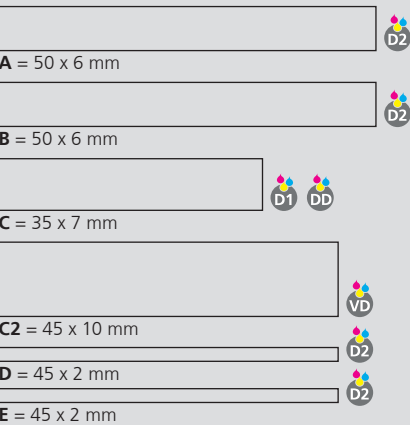 D2
A = 50 x 6 mm
D2
B = 50 x 6 mm
D1 DD
C = 35 x 7 mm
VD
C2 = 45 x 10 mm
D2
D = 45 x 2 mm
D2
E = 45 x 2 mm